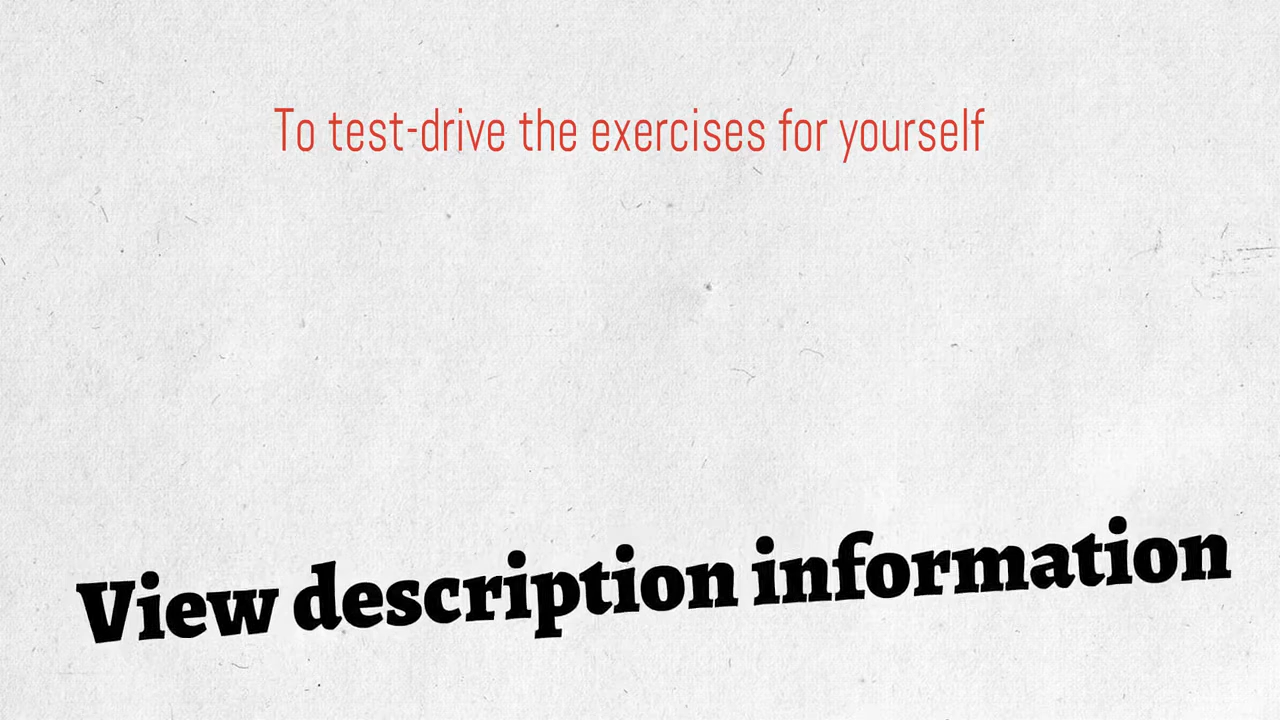 To test-drive the exercises for yourself
View description information